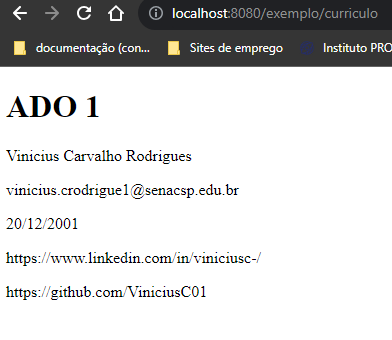 localhost:8080/exemplo/curriculo
documentação (con... Sites de emprego Instituto PRO
ADO 1
Vinicius Carvalho Rodrigues
vinicius.crodrigue1@senacsp.edu.br
20/12/2001
https://www.linkedin.com/in/viniciusc-/
https://github.com/ViniciusC01